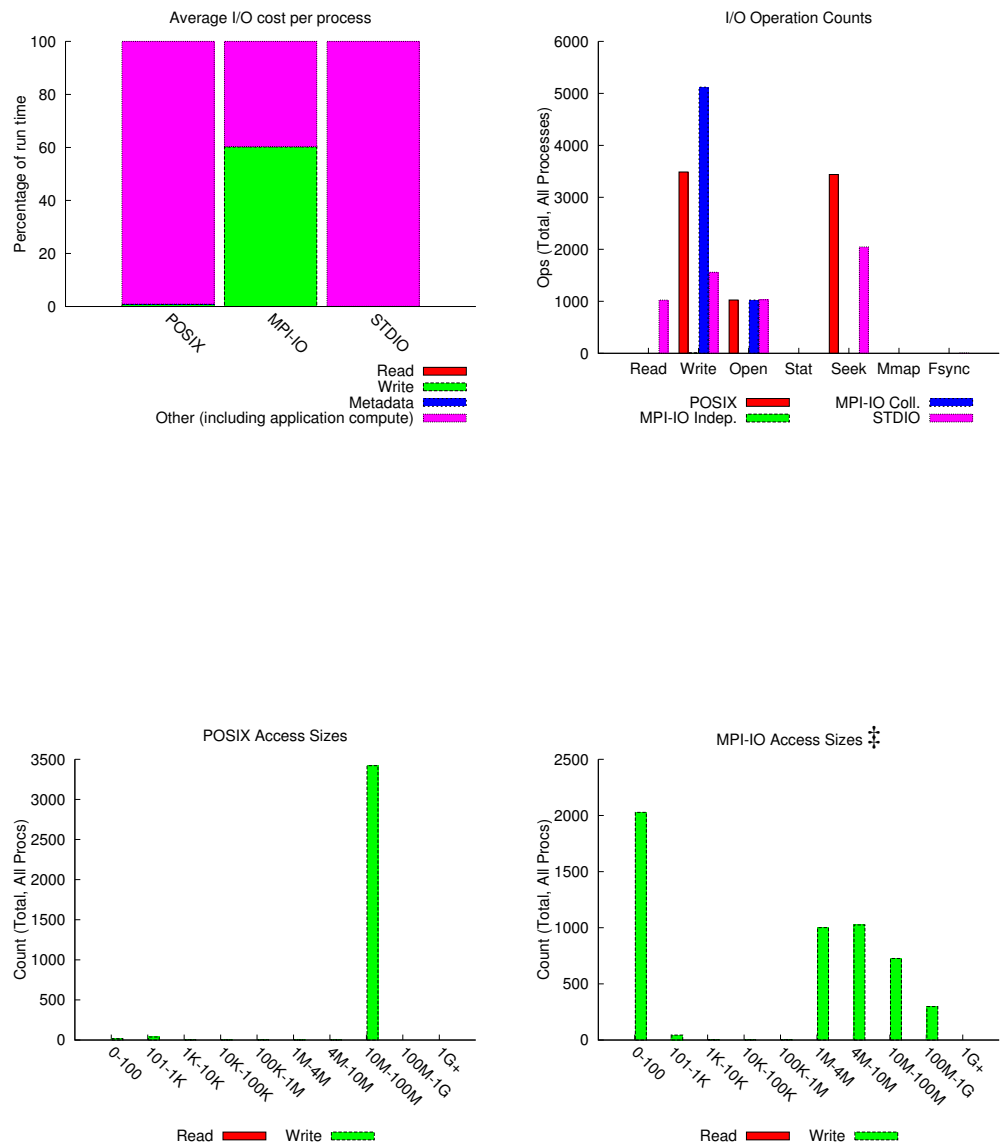 Average I/O cost per process
100
80
60
40
20
0
Percentage of run time
POSIX
MPI-IO
STDIO
Read
Write
Metadata
Other (including application compute)
I/O Operation Counts
6000
5000
4000
3000
2000
1000
0
Ops (Total, All Processes)
Read Write Open Stat Seek Mmap Fsync
POSIX
MPI-IO Indep.
MPI-IO Coll.
STDIO
POSIX Access Sizes
3500
3000
2500
2000
1500
1000
500
0
Count (Total, All Procs)
0-100
101-1K
1K-10K
10K-100K
100K-1M
1M-4M
4M-10M
10M-100M
100M-1G
1G+
Read Write
MPI-IO Access Sizes ‡
2500
2000
1500
1000
500
0
Count (Total, All Procs)
0-100
101-1K
1K-10K
10K-100K
100K-1M
1M-4M
4M-10M
10M-100M
100M-1G
1G+
Read Write